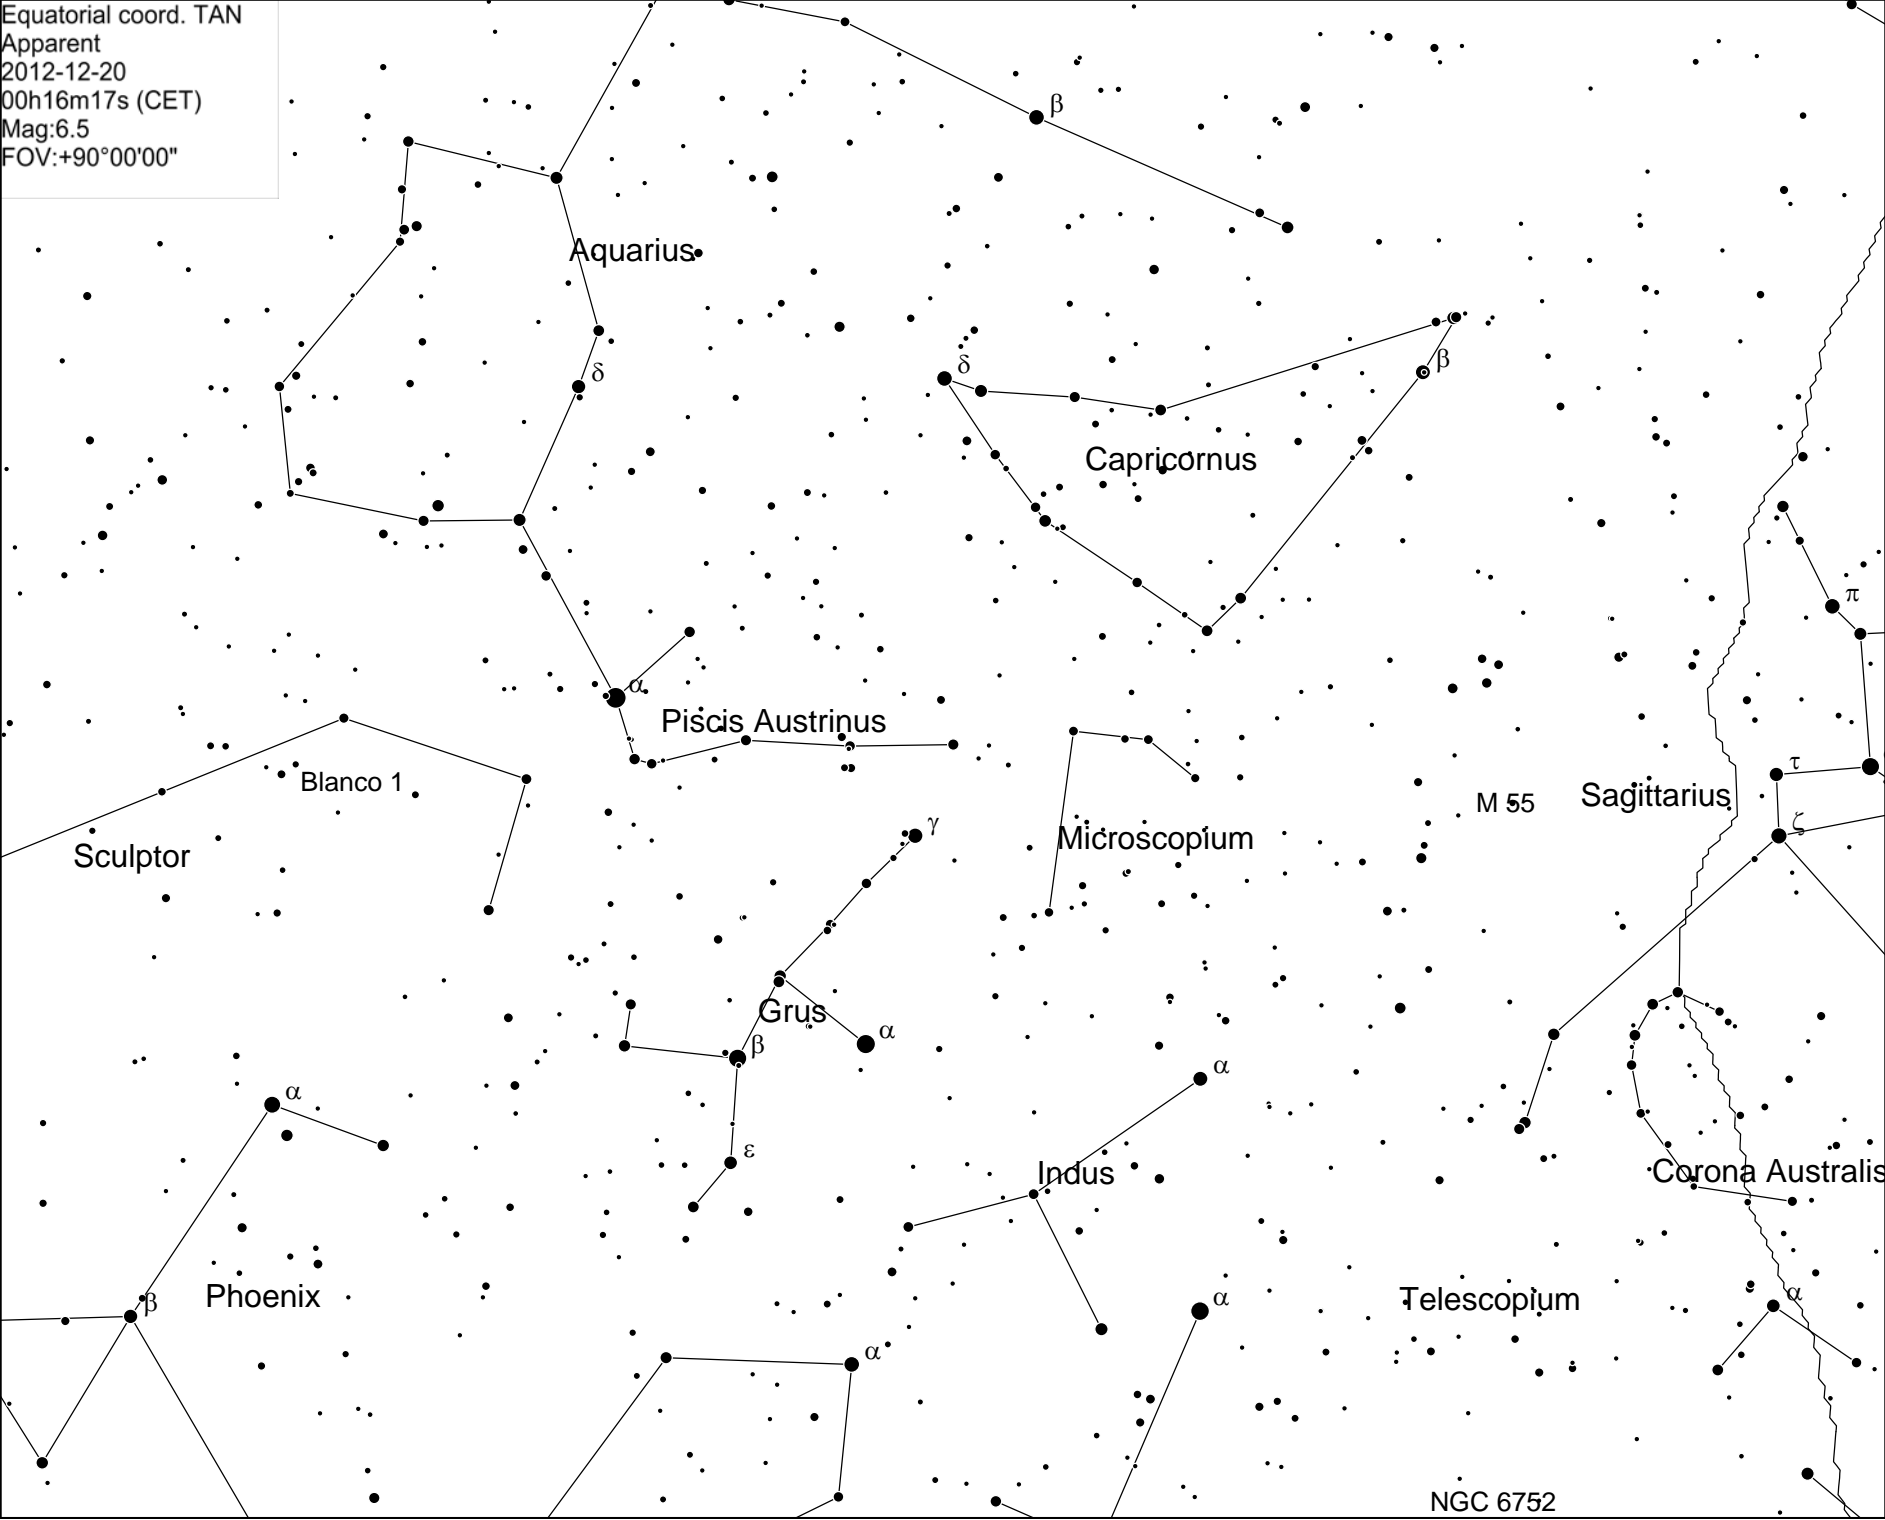 Equatorial coord. TAN
Apparent
2012-12-20
00h16m17s (CET)
Mag:6.5
FOV:+90°00'00"
β
Aquarius
δ
δ
β
Capricornus
π
α
Piscis Austrinus
Blanco 1
τ
M 55
Sagittarius
ζ
γ
Microscopium
Sculptor
Grus
α
β
α
α
ε
Indus
Corona Australis
Phoenix
β
α
Telescopium
α
α
NGC 6752